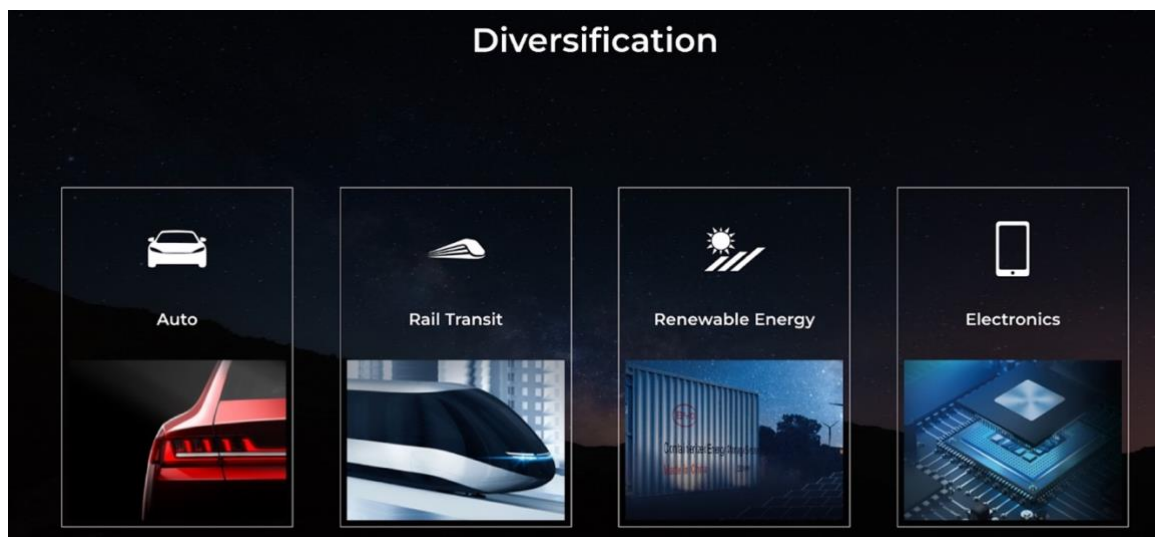 Diversification
Auto
Rail Transit
Renewable Energy
Electronics